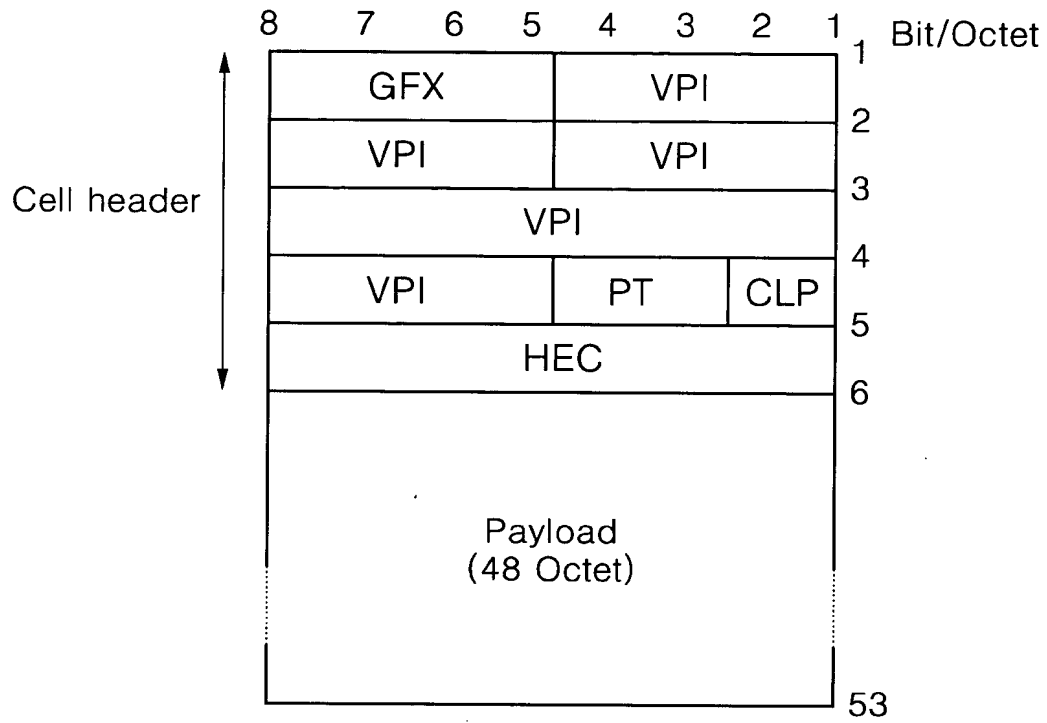 8 7 6 5 4 3 2 1 Bit/Octet
1
GFX VPI
2
VPI VPI
3
Cell header
VPI
4
VPI PT CLP
5
HEC
6
Payload
(48 Octet)
53